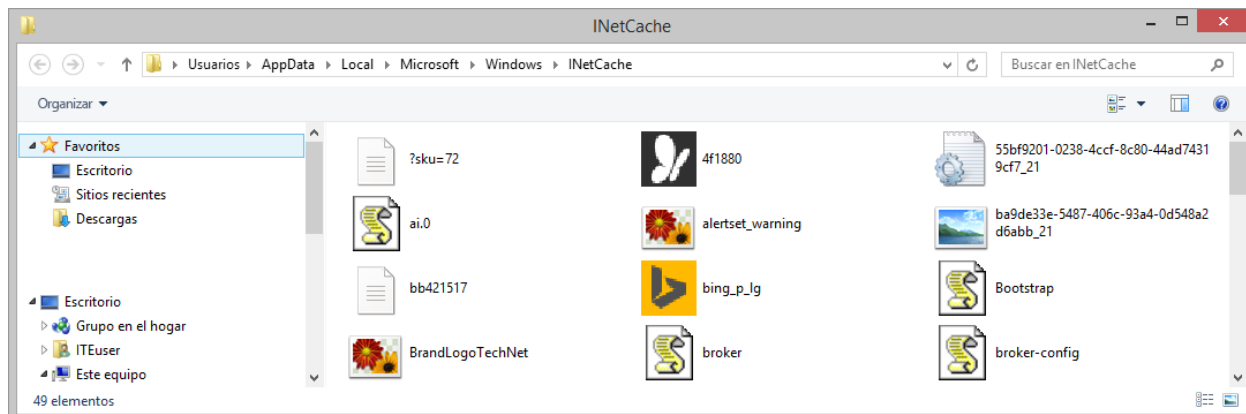 INetCache
Usuarios AppData Local Microsoft Windows INetCache
Buscar en INetCache
Organizar
Favoritos
Escritorio
Sitios recientes
Descargas
Escritorio
Grupo en el hogar
ITEuser
Este equipo
?sku=72
4f1880
55bf9201-0238-4ccf-8c80-44ad7431
9cf7_21
ai.0
alertset_warning
ba9de33e-5487-406c-93a4-0d548a2
d6abb_21
bb421517
bing_p_lg
Bootstrap
BrandLogoTechNet
broker
broker-config
49 elementos